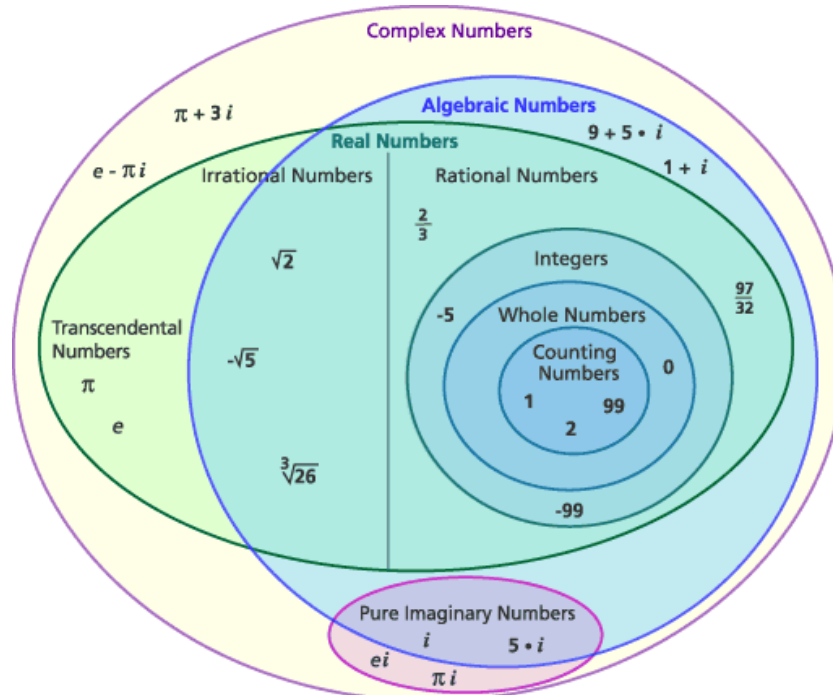 Complex Numbers
Algebraic Numbers
π + 3 i
9 + 5 • i
Real Numbers
e - π i
1 + i
Irrational Numbers
Rational Numbers
2/3
√2
Integers
97/32
-5
Whole Numbers
Transcendental
Numbers
-√5
Counting
Numbers
0
π
1
99
e
2
∛26
-99
Pure Imaginary Numbers
i
5 • i
e i
π i